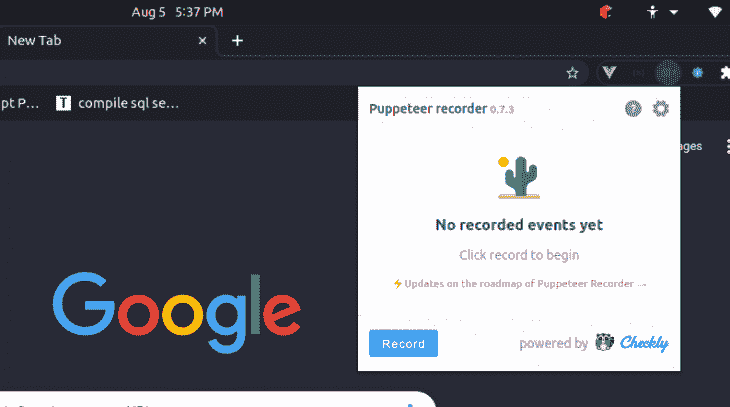 Aug 5 5:37 PM
New Tab
pt P... T compile sql se...
Puppeteer recorder 0.7.3
ages
No recorded events yet
Click record to begin
⚡Updates on the roadmap of Puppeteer Recorder →
Google
Record
powered by Checkly